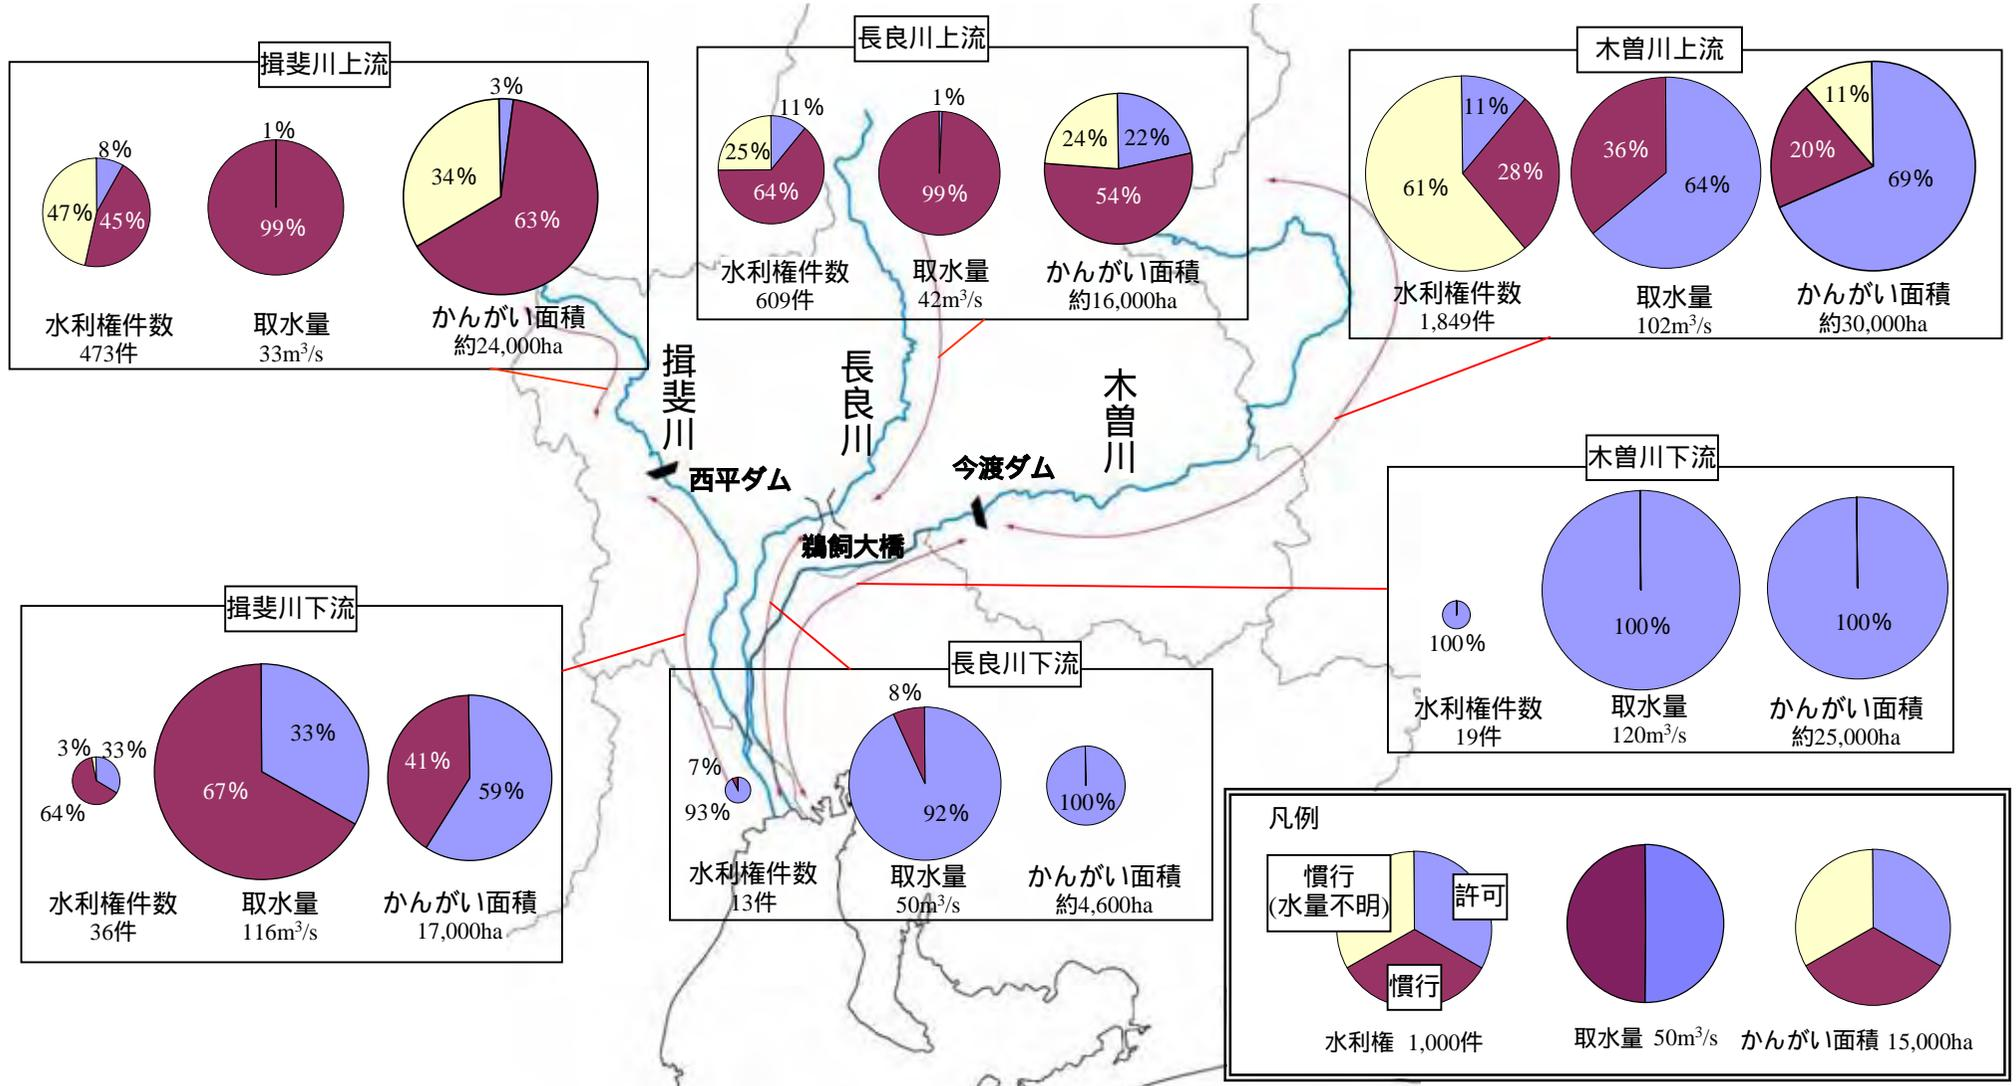 揖斐川上流
3%
1%
8%
34%
47%
45%
99%
63%
水利権件数
473件
取水量
33m³/s
かんがい面積
約24,000ha
長良川上流
11%
1%
25%
64%
99%
24%
22%
54%
水利権件数
609件
取水量
42m³/s
かんがい面積
約16,000ha
木曽川上流
11%
28%
61%
36%
64%
11%
20%
69%
水利権件数
1,849件
取水量
102m³/s
かんがい面積
約30,000ha
揖斐川
長良川
木曽川
西平ダム
今渡ダム
鵜飼大橋
木曽川下流
100%
100%
100%
水利権件数
19件
取水量
120m³/s
かんがい面積
約25,000ha
揖斐川下流
3%
33%
64%
33%
67%
41%
59%
水利権件数
36件
取水量
116m³/s
かんがい面積
17,000ha
長良川下流
7%
93%
8%
92%
100%
水利権件数
13件
取水量
50m³/s
かんがい面積
約4,600ha
凡例
慣行
(水量不明)
許可
慣行
水利権 1,000件
取水量 50m³/s
かんがい面積 15,000ha